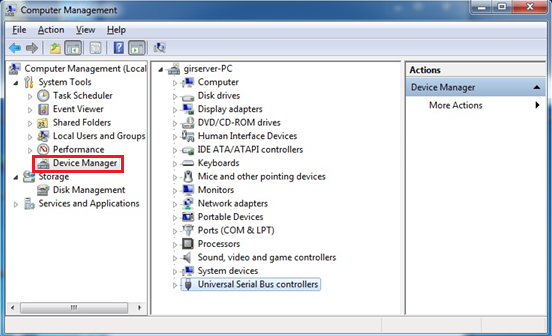 Computer Management
File Action View Help
Computer Management (Local
System Tools
Task Scheduler
Event Viewer
Shared Folders
Local Users and Groups
Performance
Device Manager
Storage
Disk Management
Services and Applications
girserver-PC
Computer
Disk drives
Display adapters
DVD/CD-ROM drives
Human Interface Devices
IDE ATA/ATAPI controllers
Keyboards
Mice and other pointing devices
Monitors
Network adapters
Portable Devices
Ports (COM & LPT)
Processors
Sound, video and game controllers
System devices
Universal Serial Bus controllers
Actions
Device Manager
More Actions